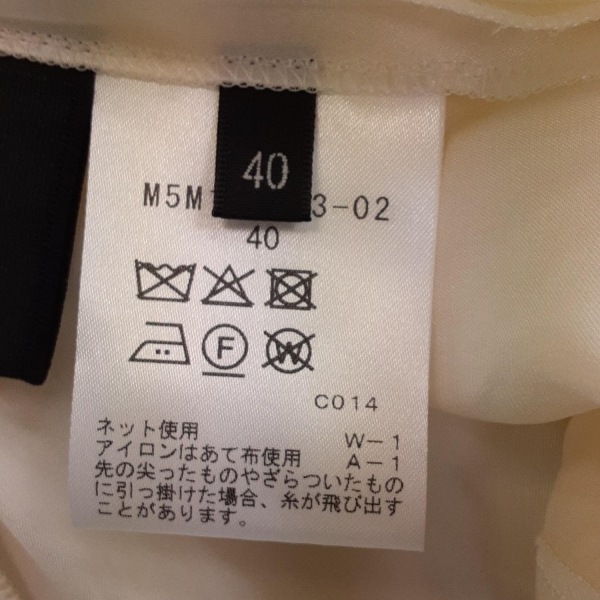 40
M5M 3-02
40
F
W
C014
ネット使用 W-1
アイロンはあて布使用 A-1
先の尖ったものやざらついたもの
に引っ掛けた場合、糸が飛び出す
ことがあります。